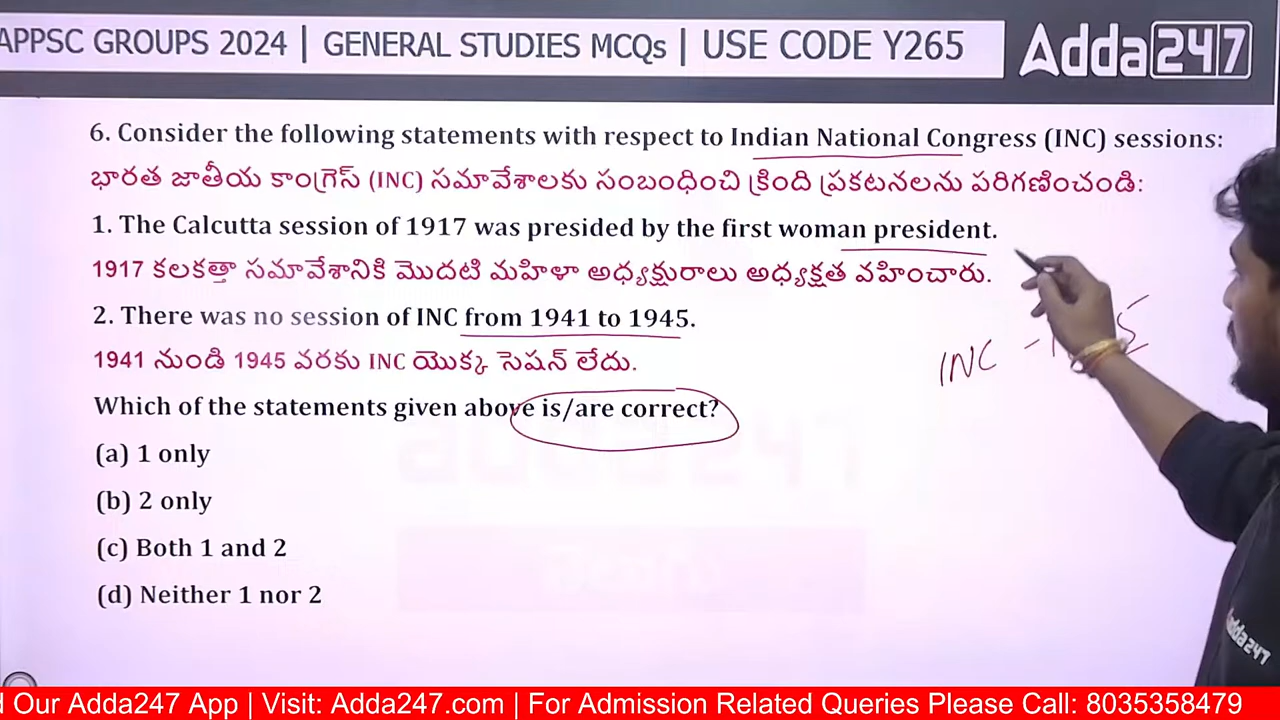 APPSC GROUPS 2024 | GENERAL STUDIES MCQs | USE CODE Y265
Adda247
6. Consider the following statements with respect to Indian National Congress (INC) sessions:
భారత జాతీయ కాంగ్రెస్ (INC) సమావేశాలకు సంబంధించి క్రింది ప్రకటనలను పరిగణించండి:
1. The Calcutta session of 1917 was presided by the first woman president.
1917 కలకత్తా సమావేశానికి మొదటి మహిళా అధ్యక్షురాలు అధ్యక్షత వహించారు.
2. There was no session of INC from 1941 to 1945.
1941 నుండి 1945 వరకు INC యొక్క సెషన్ లేదు.
INC -
Which of the statements given above is/are correct?
(a) 1 only
(b) 2 only
(c) Both 1 and 2
(d) Neither 1 nor 2
adda247
Adda247
Our Adda247 App | Visit: Adda247.com | For Admission Related Queries Please Call: 8035358479